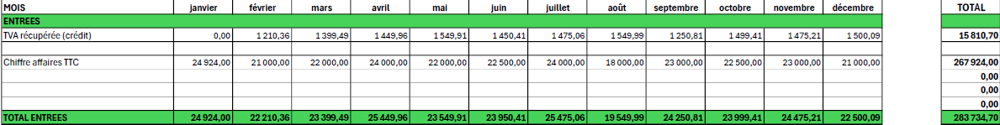 MOIS janvier février mars avril mai juin juillet août septembre octobre novembre décembre TOTAL
ENTREES
TVA récupérée (crédit) 0,00 1 210,36 1 399,49 1 449,96 1 549,91 1 450,41 1 475,06 1 549,99 1 250,81 1 499,41 1 475,21 1 500,09 15 810,70
Chiffre affaires TTC 24 924,00 21 000,00 22 000,00 24 000,00 22 000,00 22 500,00 24 000,00 18 000,00 23 000,00 22 500,00 23 000,00 21 000,00 267 924,00
0,00
0,00
0,00
TOTAL ENTREES 24 924,00 22 210,36 23 399,49 25 449,96 23 549,91 23 950,41 25 475,06 19 549,99 24 250,81 23 999,41 24 475,21 22 500,09 283 734,70